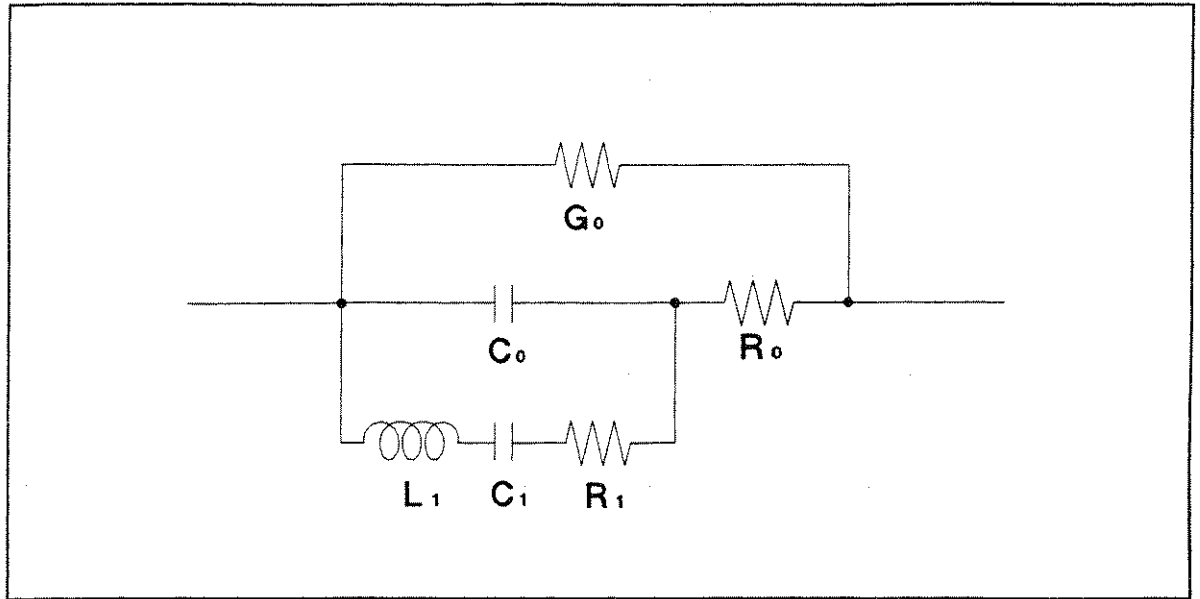 G₀
C₀
R₀
L₁ C₁ R₁